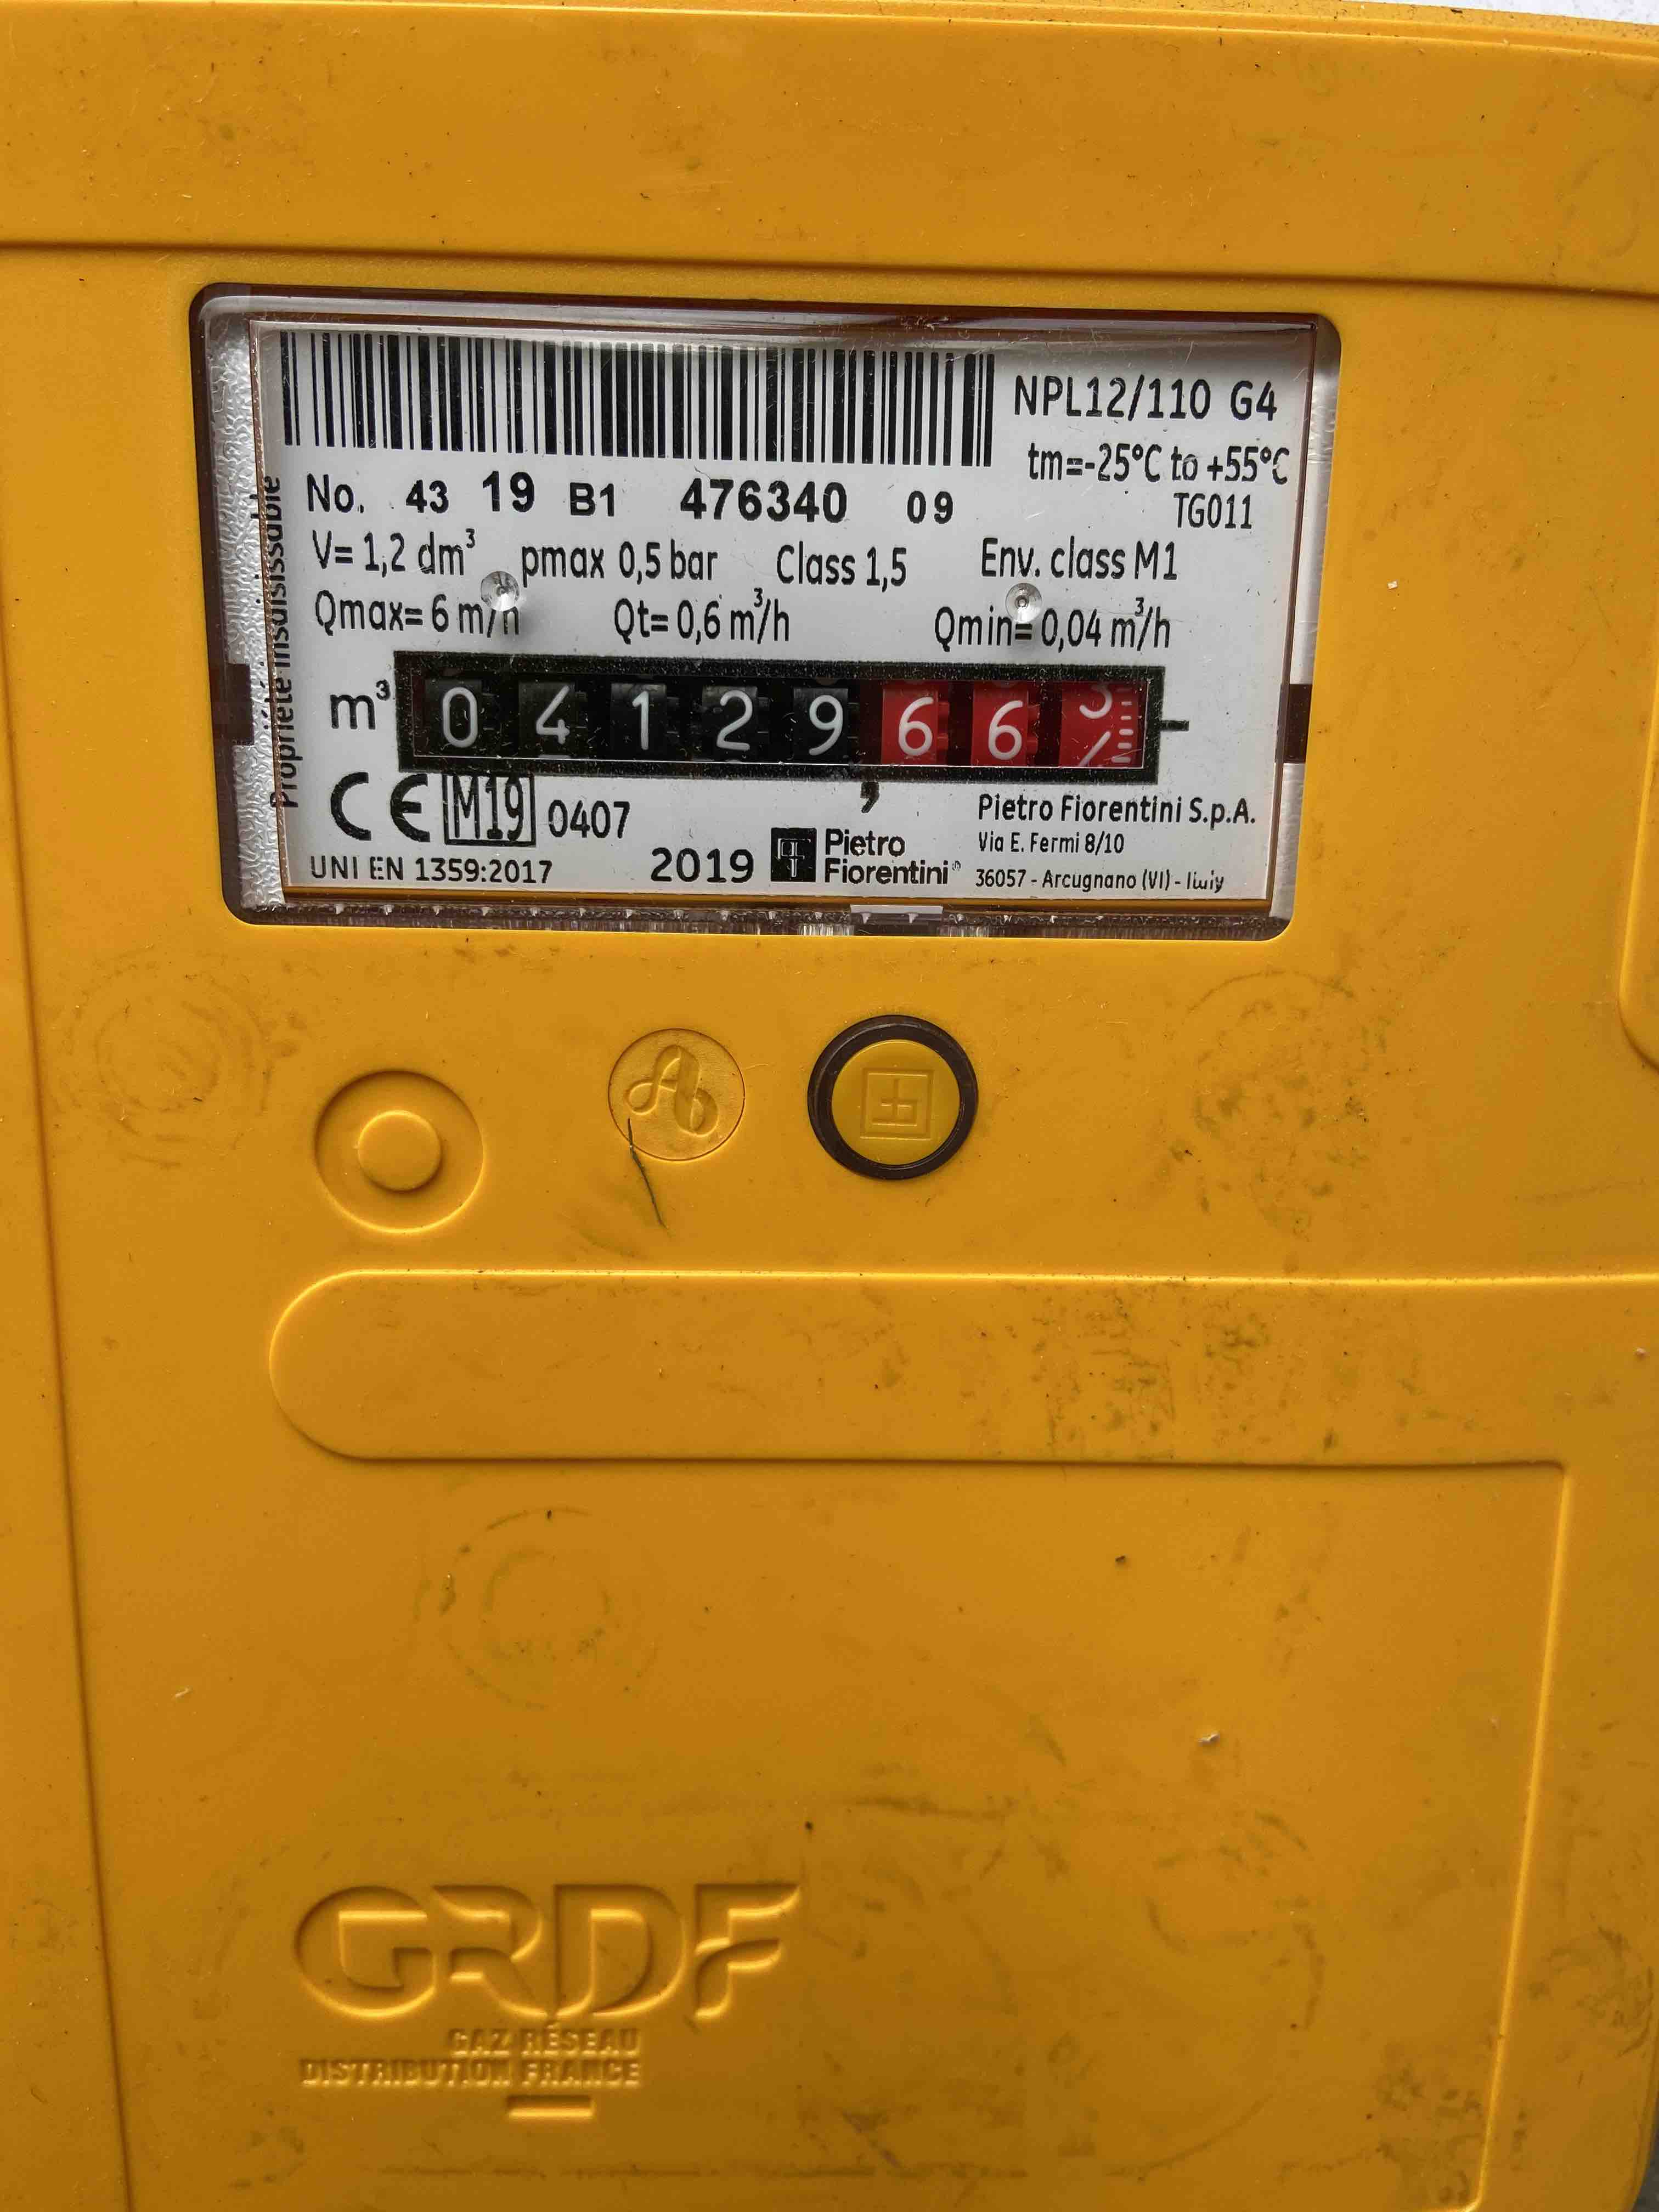 NPL12/110 G4
tm=-25°C to +55°C
No. 43 19 B1 476340 09 TG011
V= 1,2 dm³ pmax 0,5 bar Class 1,5 Env. class M1
Qmax= 6 m³/h Qt= 0,6 m³/h Qmin= 0,04 m³/h
Propriété insaisissable
m³ 0 4 1 2 9 6 6
,
CE M19 0407
UNI EN 1359:2017
2019
Pietro
Fiorentini®
Pietro Fiorentini S.p.A.
Via E. Fermi 8/10
36057 - Arcugnano (VI) - Italy
GRDF
GAZ RÉSEAU
DISTRIBUTION FRANCE